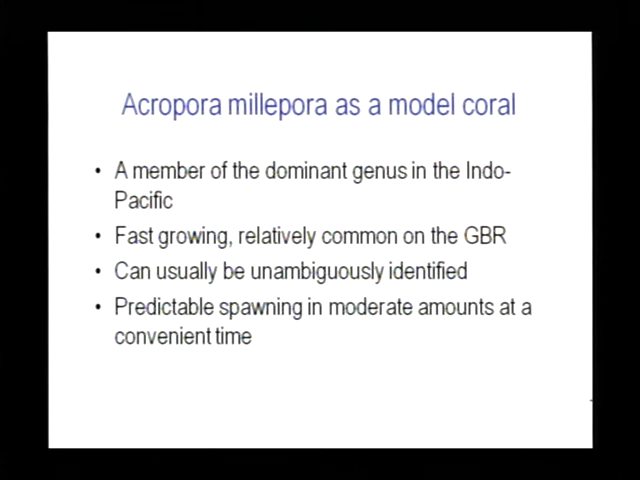 Acropora millepora as a model coral
• A member of the dominant genus in the Indo-
Pacific
• Fast growing, relatively common on the GBR
• Can usually be unambiguously identified
• Predictable spawning in moderate amounts at a
convenient time